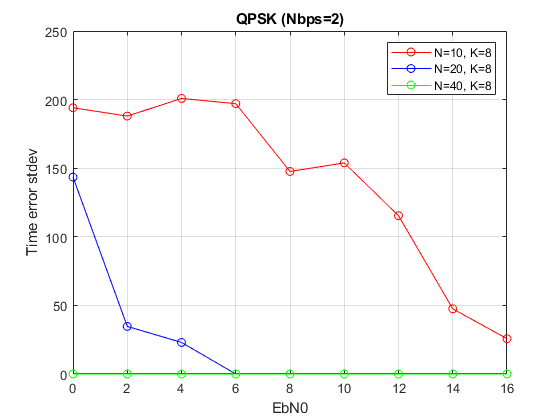 QPSK (Nbps=2)
N=10, K=8
N=20, K=8
N=40, K=8
Time error stdev
250
200
150
100
50
0
0 2 4 6 8 10 12 14 16
EbN0